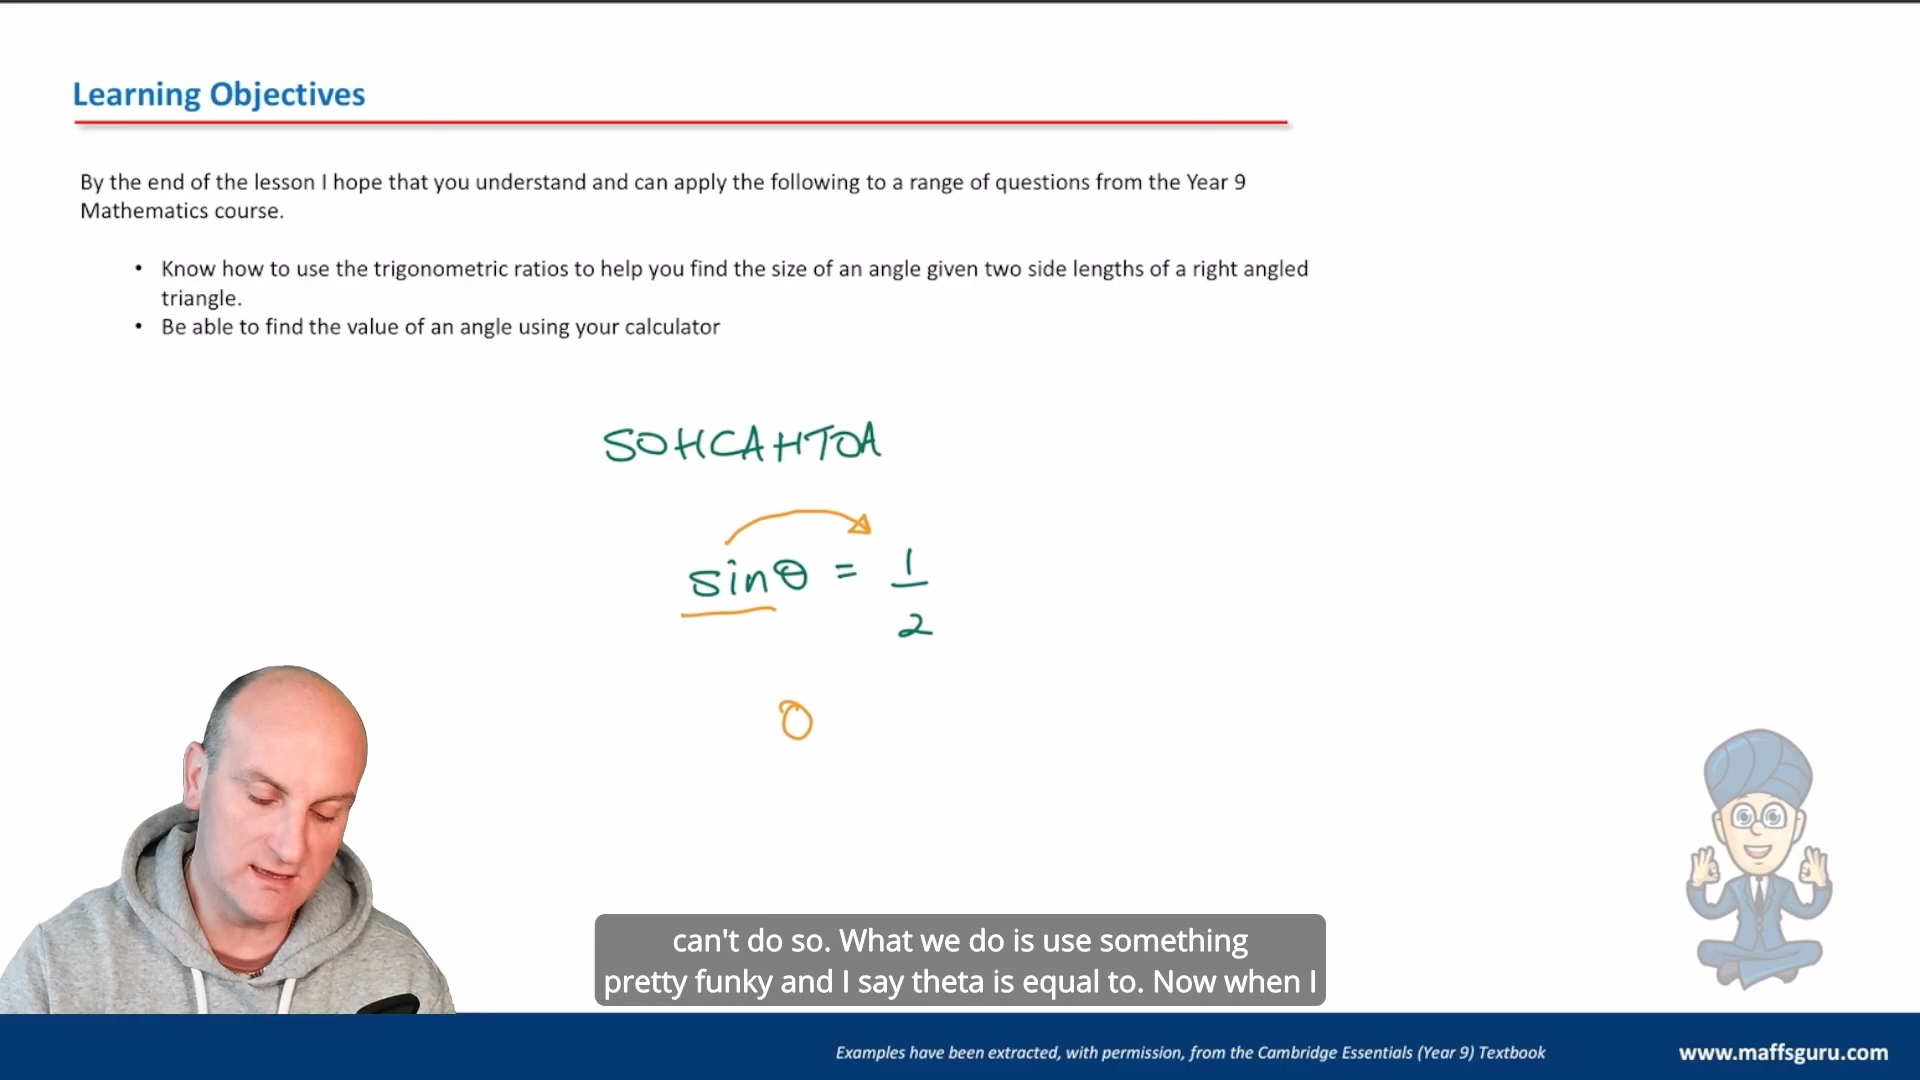 Learning Objectives
By the end of the lesson I hope that you understand and can apply the following to a range of questions from the Year 9
Mathematics course.
• Know how to use the trigonometric ratios to help you find the size of an angle given two side lengths of a right angled
triangle.
• Be able to find the value of an angle using your calculator
SOHCAHTOA
sinθ = 1/2
0
can't do so. What we do is use something
pretty funky and I say theta is equal to. Now when I
Examples have been extracted, with permission, from the Cambridge Essentials (Year 9) Textbook
www.maffsguru.com